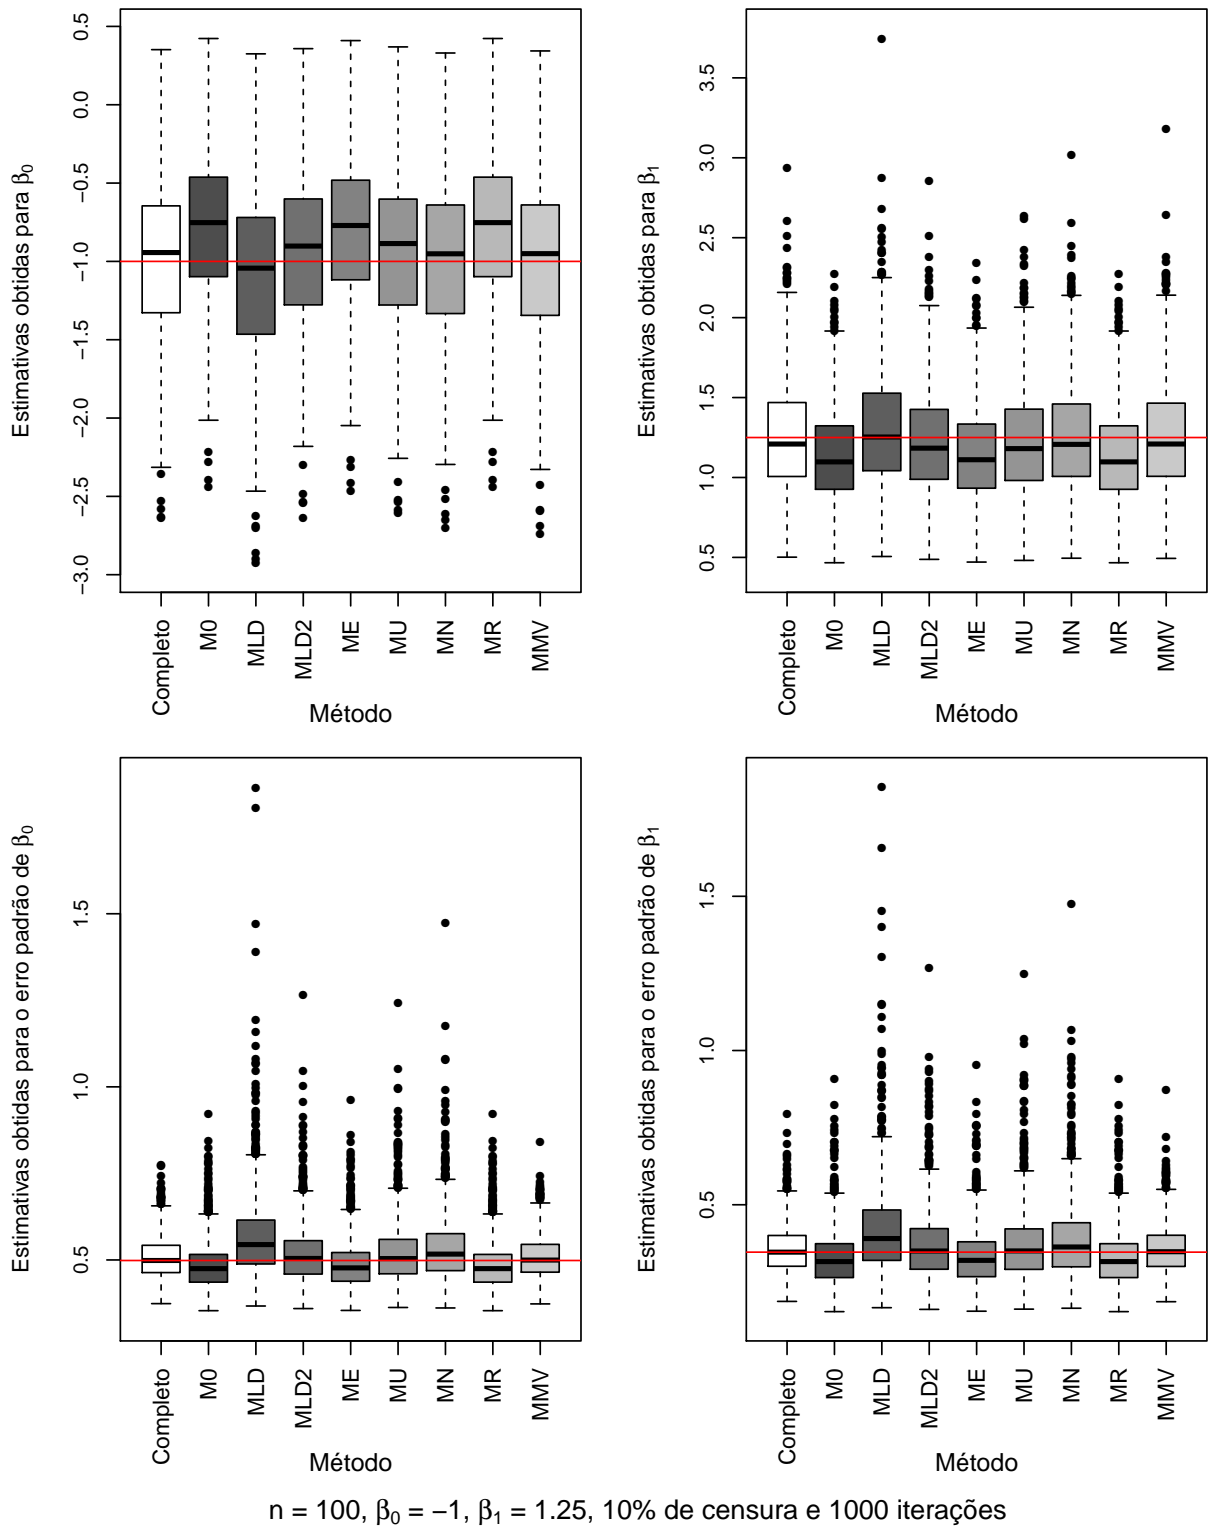 Estimativas obtidas para β0
0.5
0.0
−0.5
−1.0
−1.5
−2.0
−2.5
−3.0
Completo
M0
MLD
MLD2
ME
MU
MN
MR
MMV
Método
Estimativas obtidas para β1
3.5
3.0
2.5
2.0
1.5
1.0
0.5
Completo
M0
MLD
MLD2
ME
MU
MN
MR
MMV
Método
Estimativas obtidas para o erro padrão de β0
1.5
1.0
0.5
Completo
M0
MLD
MLD2
ME
MU
MN
MR
MMV
Método
Estimativas obtidas para o erro padrão de β1
1.5
1.0
0.5
Completo
M0
MLD
MLD2
ME
MU
MN
MR
MMV
Método
n = 100, β0 = −1, β1 = 1.25, 10% de censura e 1000 iterações